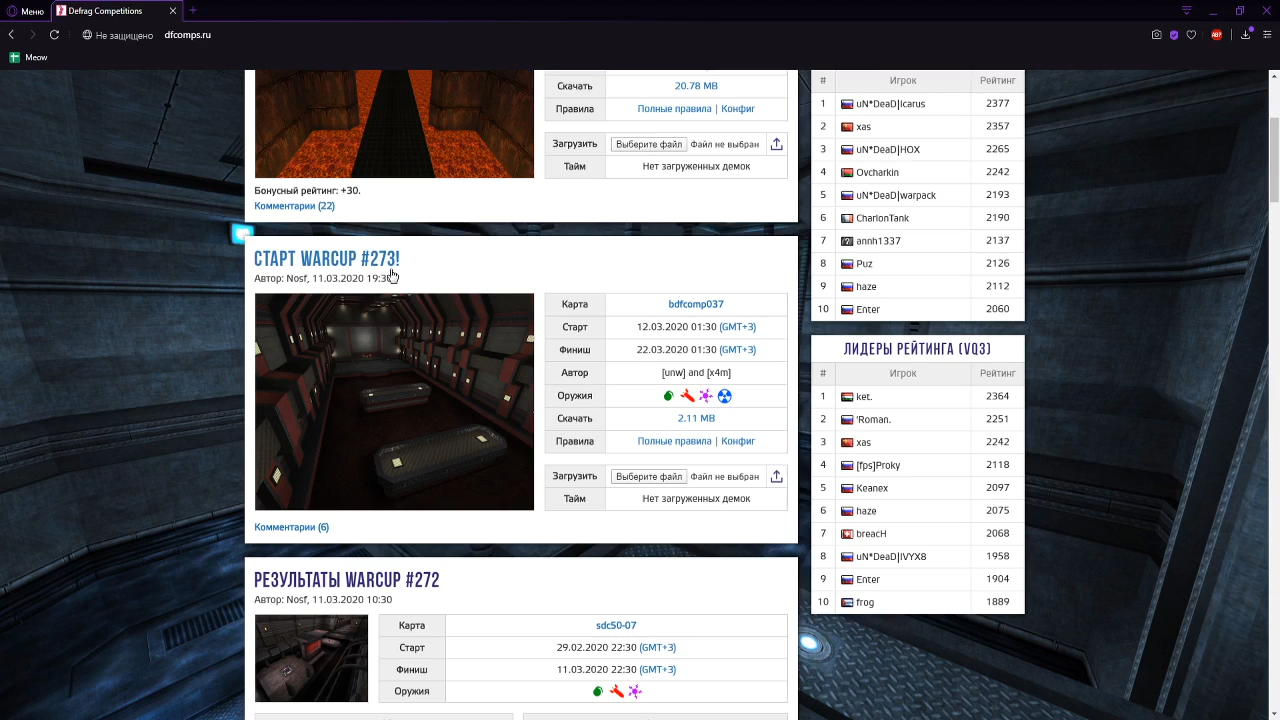 Меню
Defrag Competitions
Не защищено
dfcomps.ru
Meow
Скачать 20.78 MB
Правила Полные правила | Конфиг
Загрузить Выберите файл Файл не выбран
Тайм Нет загруженных демок
Бонусный рейтинг: +30.
Комментарии (22)
СТАРТ WARCUP #273!
Автор: Nosf, 11.03.2020 19:30
Карта bdfcomp037
Старт 12.03.2020 01:30 (GMT+3)
Финиш 22.03.2020 01:30 (GMT+3)
Автор [unw] and [x4m]
Оружия
Скачать 2.11 MB
Правила Полные правила | Конфиг
Загрузить Выберите файл Файл не выбран
Тайм Нет загруженных демок
Комментарии (6)
РЕЗУЛЬТАТЫ WARCUP #272
Автор: Nosf, 11.03.2020 10:30
Карта sdc50-07
Старт 29.02.2020 22:30 (GMT+3)
Финиш 11.03.2020 22:30 (GMT+3)
Оружия
# Игрок Рейтинг
1 uN*DeaD|Icarus 2377
2 xas 2357
3 uN*DeaD|HOX 2265
4 Ovcharkin 2242
5 uN*DeaD|warpack 2193
6 CharlonTank 2190
7 annh1337 2137
8 Puz 2126
9 haze 2112
10 Enter 2060
ЛИДЕРЫ РЕЙТИНГА (VQ3)
# Игрок Рейтинг
1 ket. 2364
2 'Roman. 2251
3 xas 2242
4 [fps]Proky 2118
5 Keanex 2097
6 haze 2075
7 breacH 2068
8 uN*DeaD|IVYX8 1958
9 Enter 1904
10 frog 1889